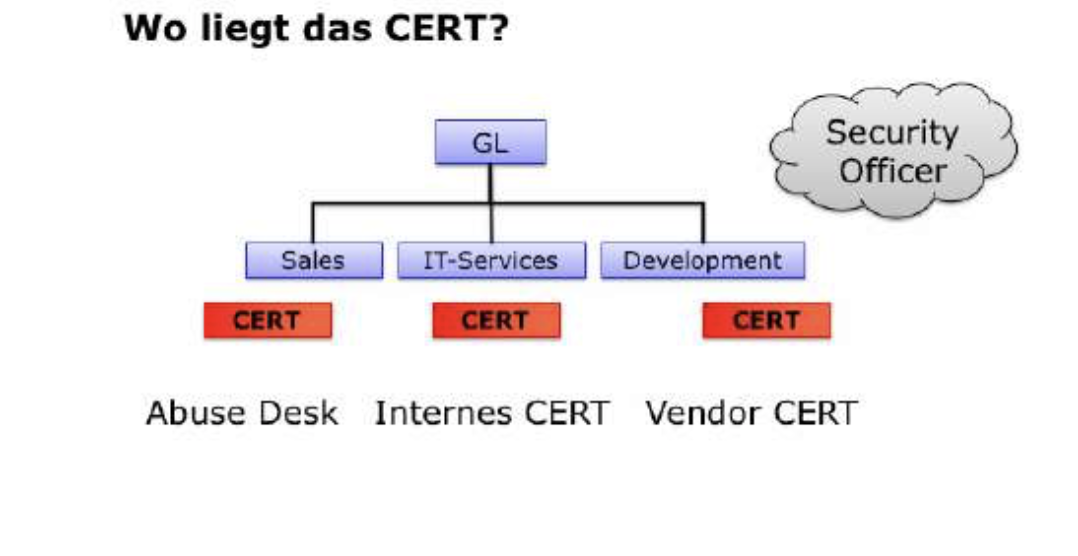 Wo liegt das CERT?
Security
Officer
GL
Sales
IT-Services
Development
CERT
CERT
CERT
Abuse Desk
Internes CERT
Vendor CERT